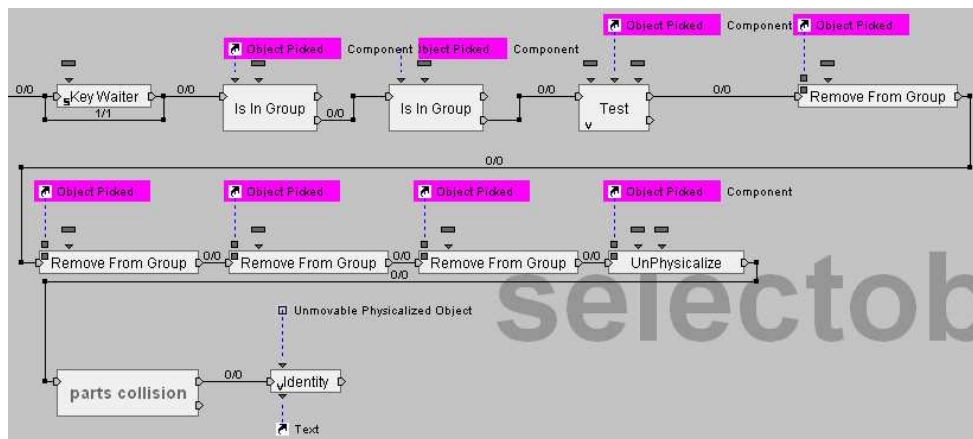 Object Picked Component
Object Picked Component
Object Picked Component
Object Picked
0/0 Key Waiter 0/0 Is In Group 0/0 Is In Group 0/0 Test 0/0 Remove From Group
s 1/1 V
0/0
Object Picked Object Picked Object Picked Object Picked Component
Remove From Group 0/0 Remove From Group 0/0 Remove From Group 0/0 UnPhysicalize
0/0
selectob
Unmovable Physicalized Object
parts collision 0/0 Identity
V
Text